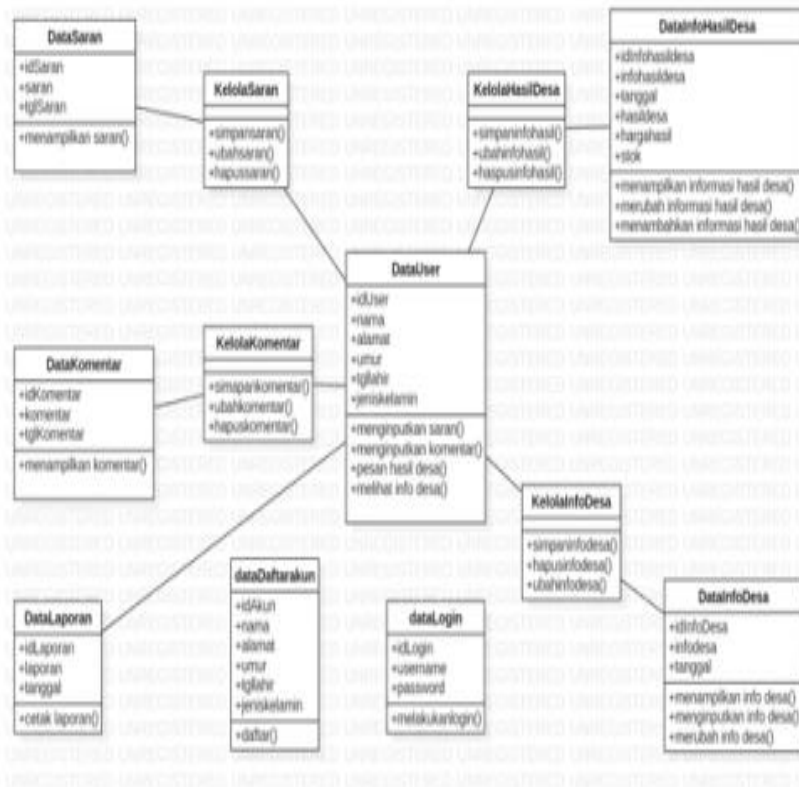 DataSaran
+idSaran
+saran
+tglSaran
+menampilkan saran()
KelolaSaran
+simpansaran()
+ubahsaran()
+hapussaran()
KelolaHasilDesa
+simpaninfohasil()
+ubahinfohasil()
+haspusinfohasil()
DataInfoHasilDesa
+idinfohasildesa
+infohasildesa
+tanggal
+hasildesa
+hargahasil
+stok
+menampilkan informasi hasil desa()
+merubah informasi hasil desa()
+menambahkan informasi hasil desa()
DataUser
+idUser
+nama
+alamat
+umur
+tgllahir
+jeniskelamin
+menginputkan saran()
+menginputkan komentar()
+pesan hasil desa()
+melihat info desa()
DataKomentar
+idKomentar
+komentar
+tglKomentar
+menampilkan komentar()
KelolaKomentar
+simapankomentar()
+ubahkomentar()
+hapuskomentar()
KelolaInfoDesa
+simpaninfodesa()
+hapusinfodesa()
+ubahinfodesa()
DataLaporan
+idLaporan
+laporan
+tanggal
+cetak laporan()
dataDaftarakun
+idAkun
+nama
+alamat
+umur
+tgllahir
+jeniskelamin
+daftar()
dataLogin
+idLogin
+username
+password
+melakukanlogin()
DataInfoDesa
+idInfoDesa
+infodesa
+tanggal
+menampilkan info desa()
+menginputkan info desa()
+merubah info desa()
UNREGISTERED